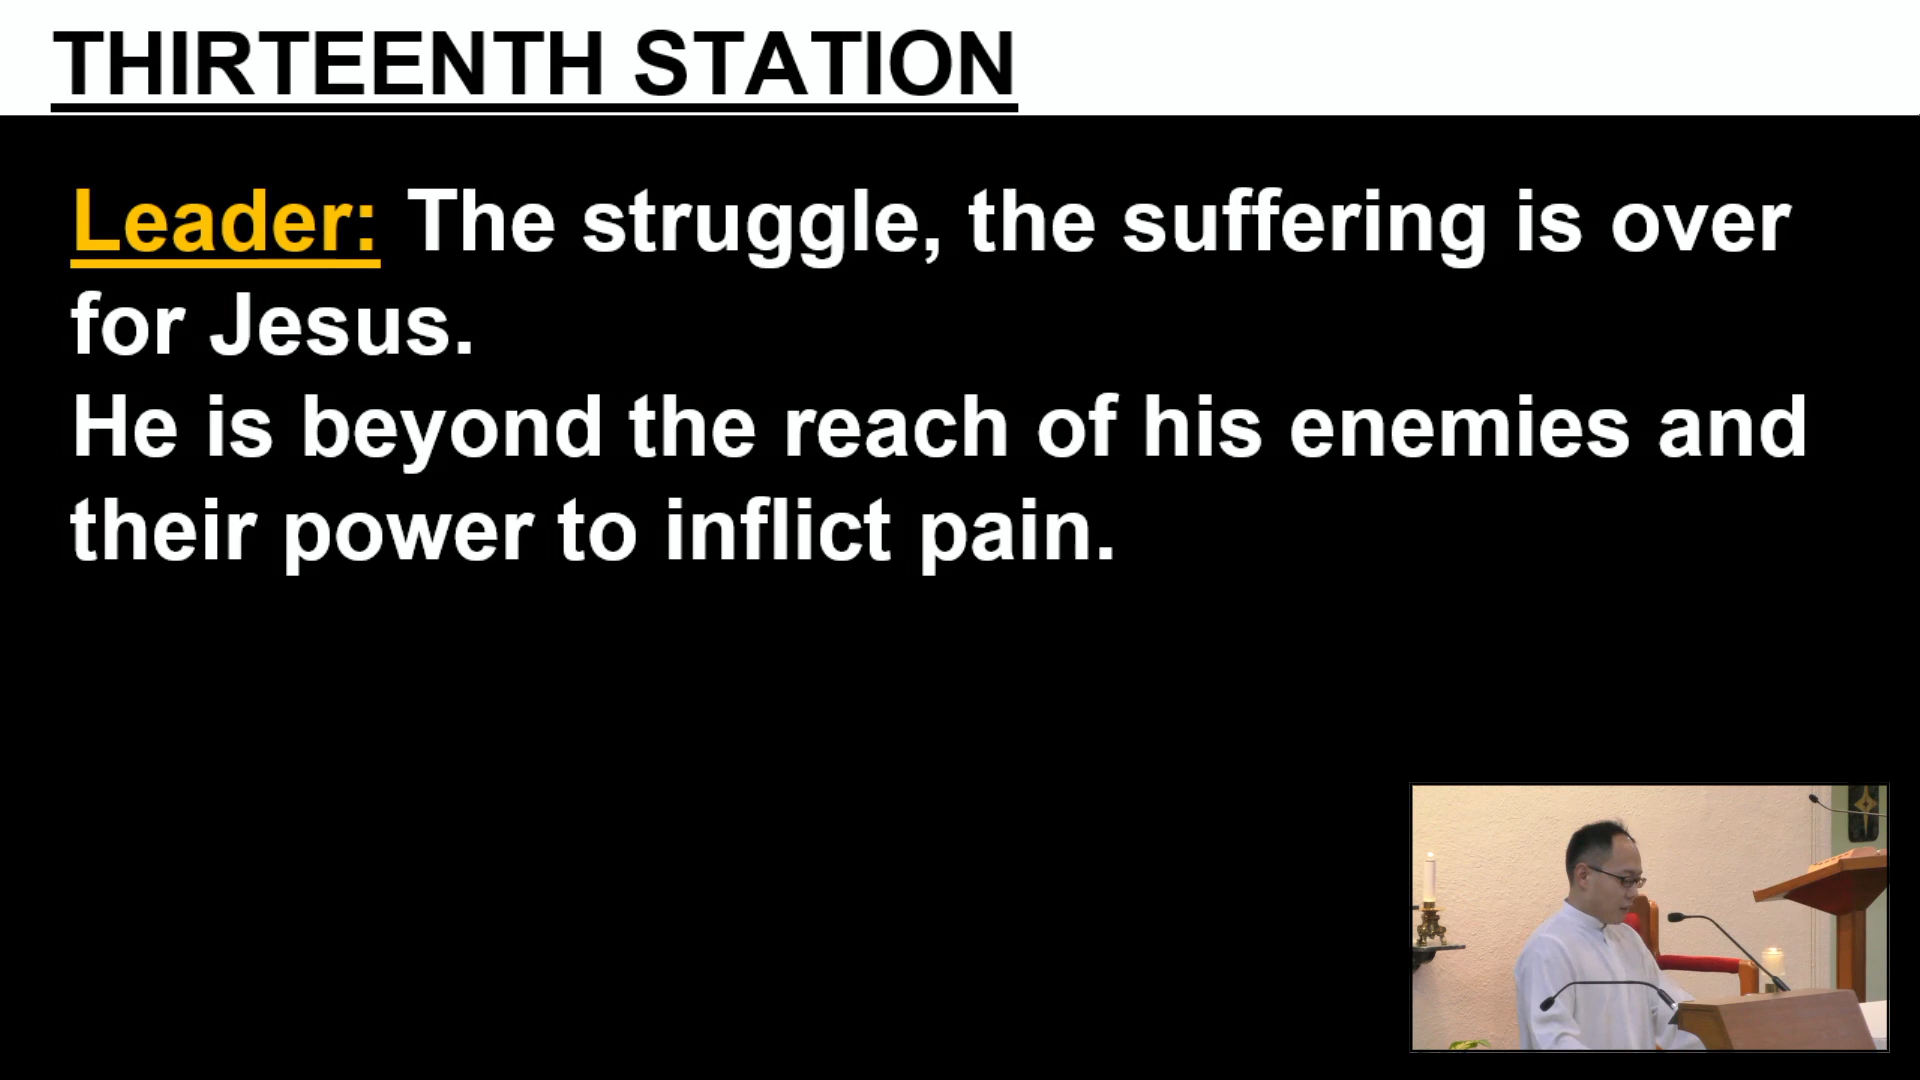 THIRTEENTH STATION
Leader: The struggle, the suffering is over
for Jesus.
He is beyond the reach of his enemies and
their power to inflict pain.